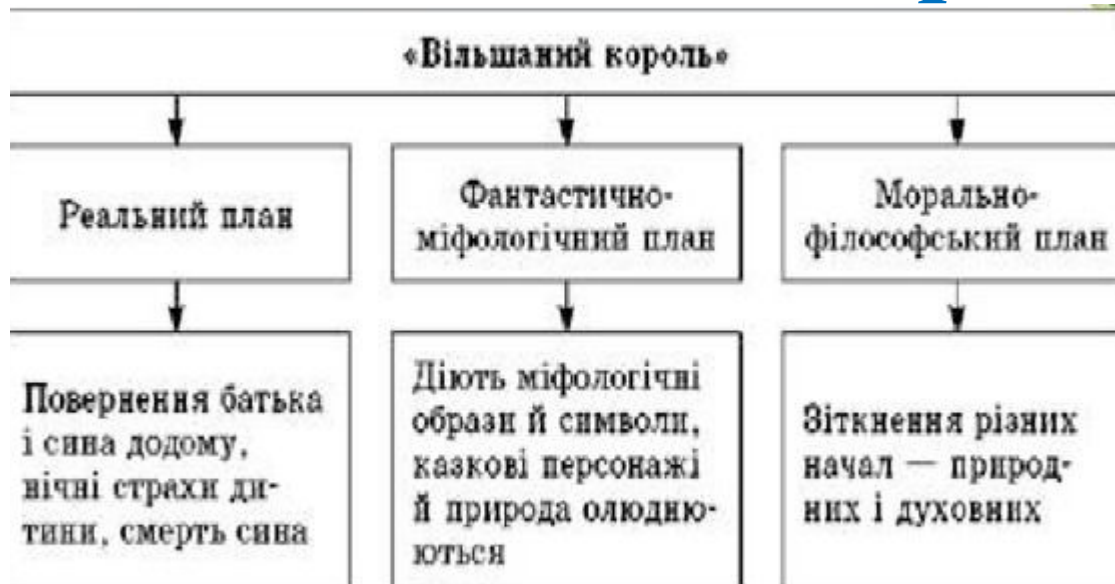 «Вільшаний король»
Реальний план
Фантастично-
міфологічний план
Морально-
філософський план
Повернення батька
і сина додому,
нічні страхи ди-
тини, смерть сина
Діють міфологічні
образи й символи,
казкові персонажі
й природа олюдню-
ються
Зіткнення різних
начал — природ-
них і духовних